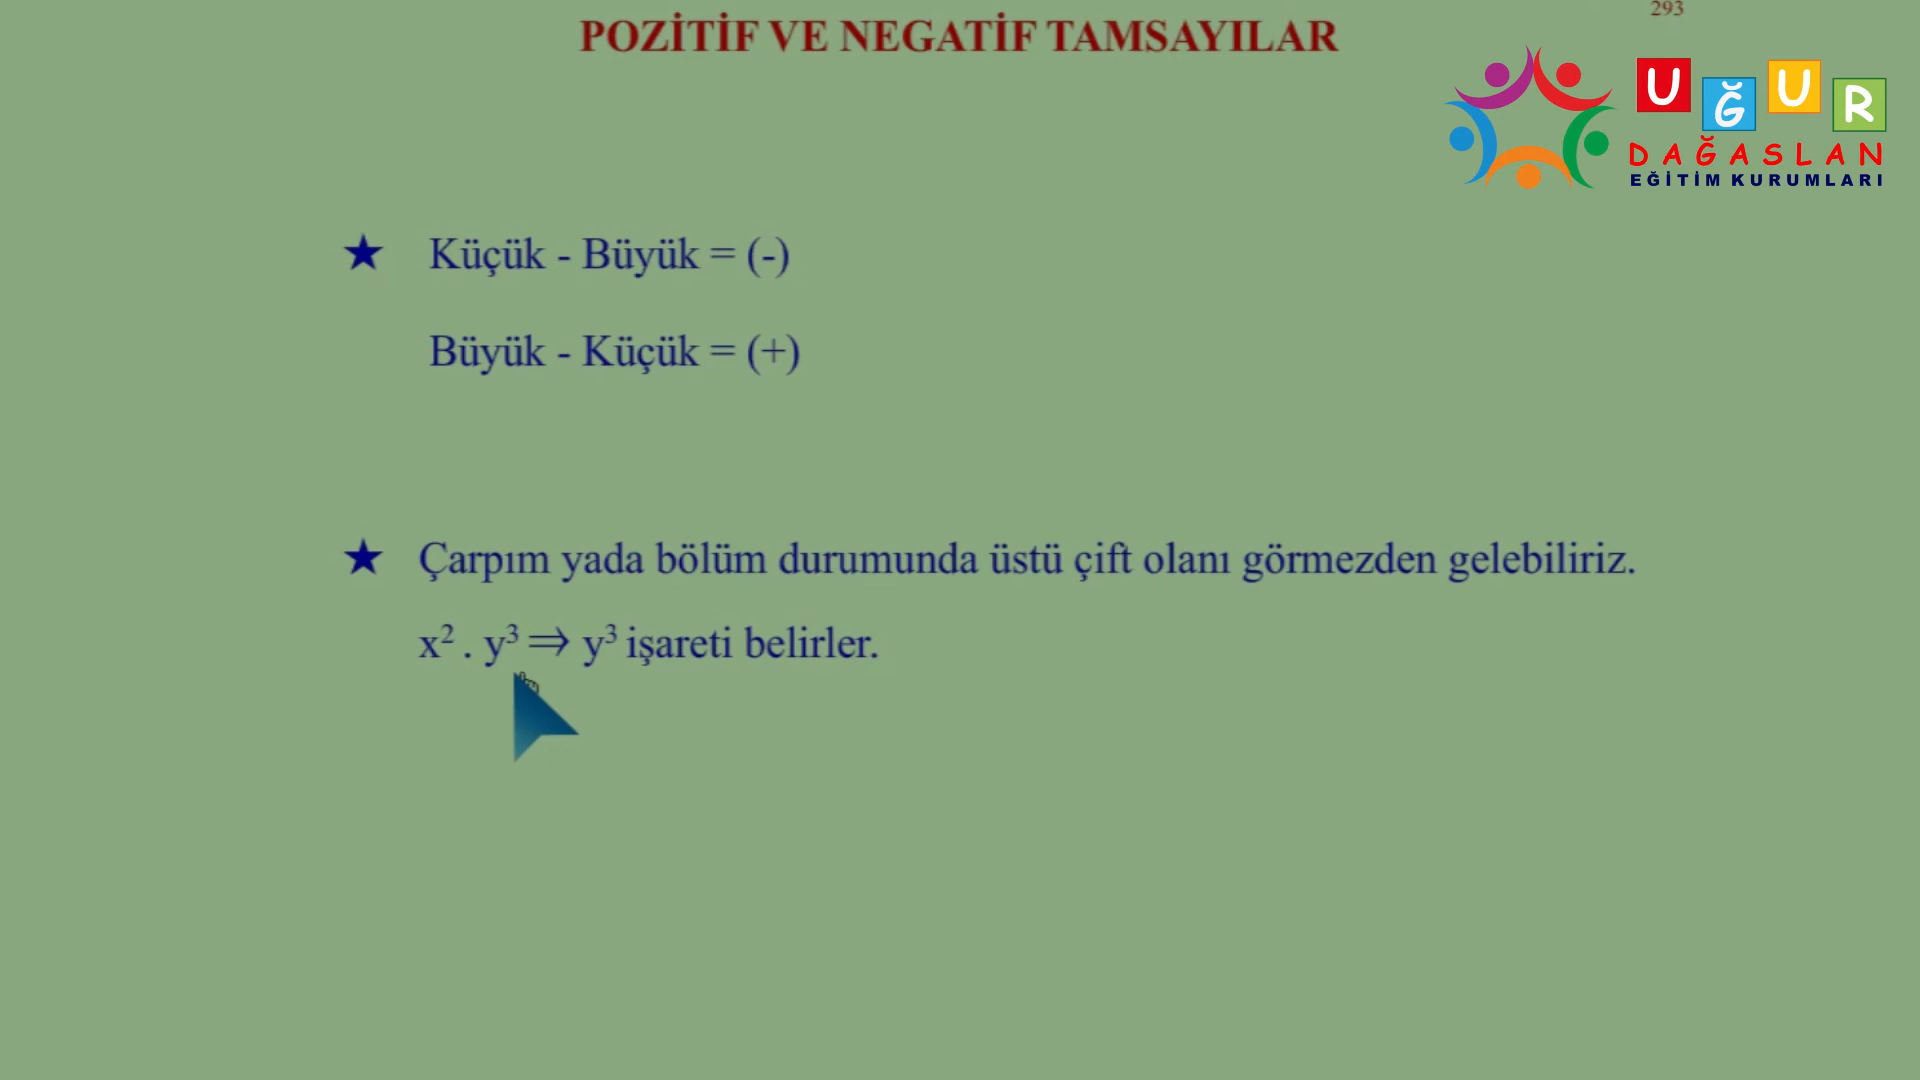 293
POZİTİF VE NEGATİF TAMSAYILAR
UĞUR
DAĞASLAN
EĞİTİM KURUMLARI
★ Küçük - Büyük = (-)
Büyük - Küçük = (+)
★ Çarpım yada bölüm durumunda üstü çift olanı görmezden gelebiliriz.
x² . y³ ⇒ y³ işareti belirler.